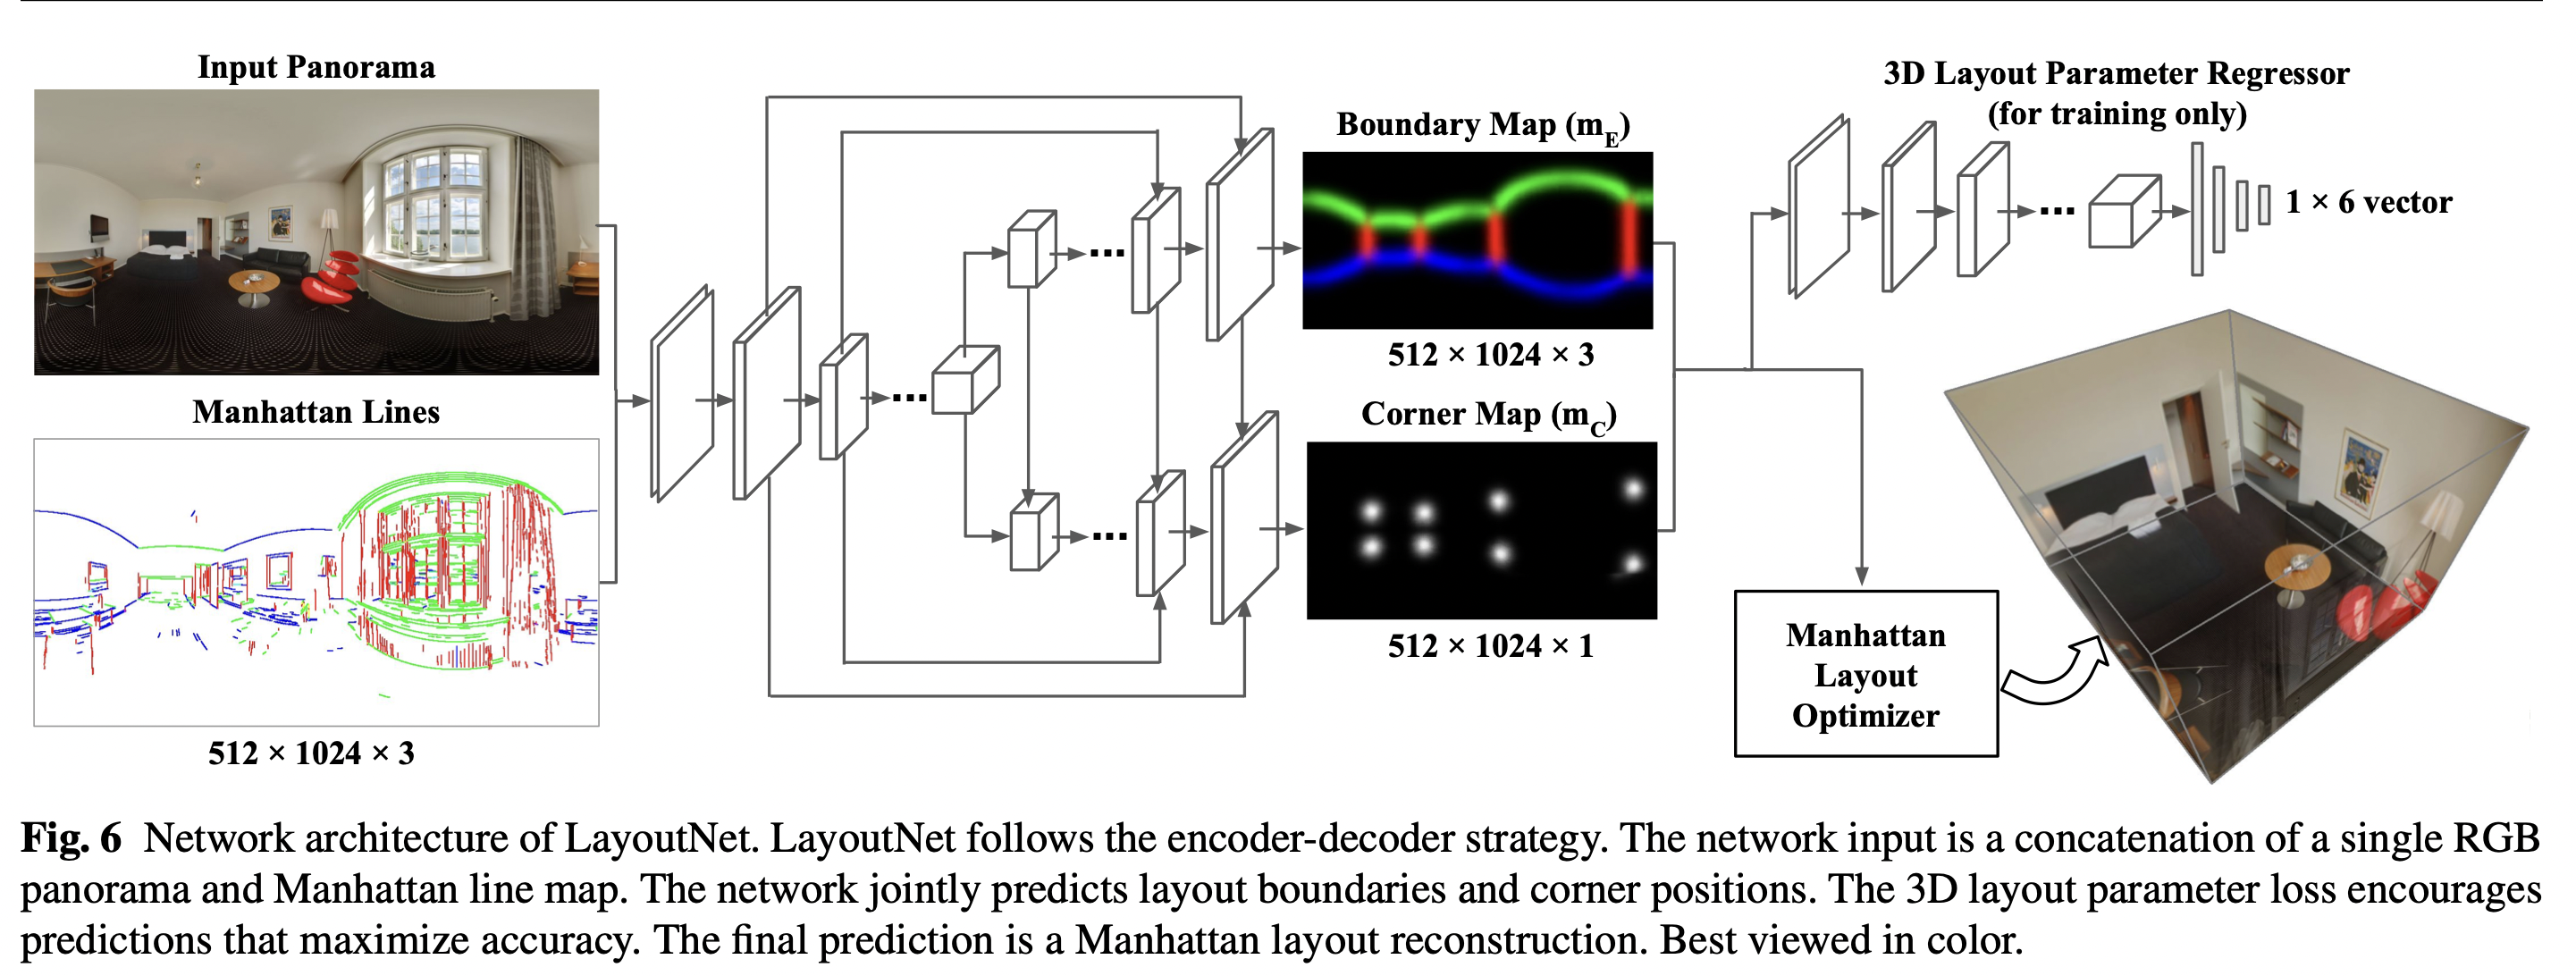 Input Panorama
Manhattan Lines
512 × 1024 × 3
Boundary Map (mE)
512 × 1024 × 3
Corner Map (mC)
512 × 1024 × 1
3D Layout Parameter Regressor
(for training only)
1 × 6 vector
Manhattan
Layout
Optimizer
Fig. 6 Network architecture of LayoutNet. LayoutNet follows the encoder-decoder strategy. The network input is a concatenation of a single RGB
panorama and Manhattan line map. The network jointly predicts layout boundaries and corner positions. The 3D layout parameter loss encourages
predictions that maximize accuracy. The final prediction is a Manhattan layout reconstruction. Best viewed in color.